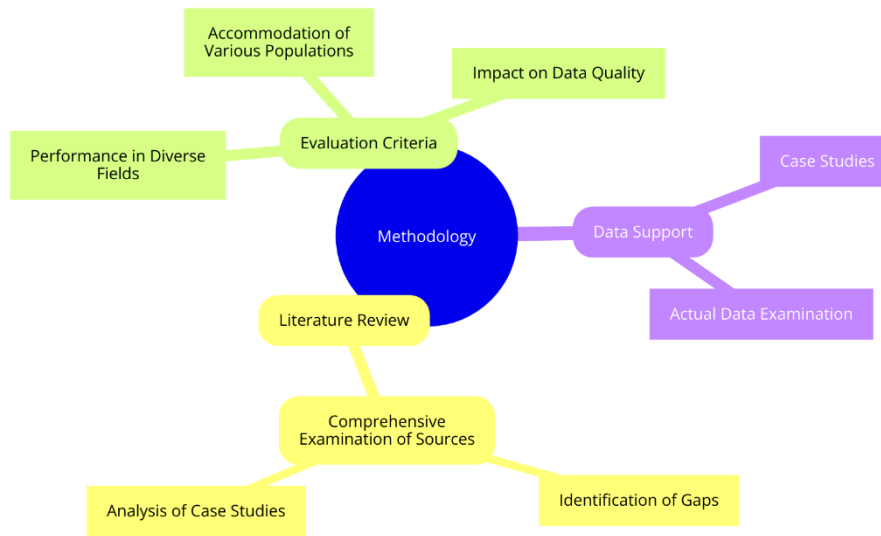 Accommodation of
Various Populations
Impact on Data Quality
Evaluation Criteria
Performance in Diverse
Fields
Case Studies
Methodology
Data Support
Actual Data Examination
Literature Review
Comprehensive
Examination of Sources
Analysis of Case Studies
Identification of Gaps